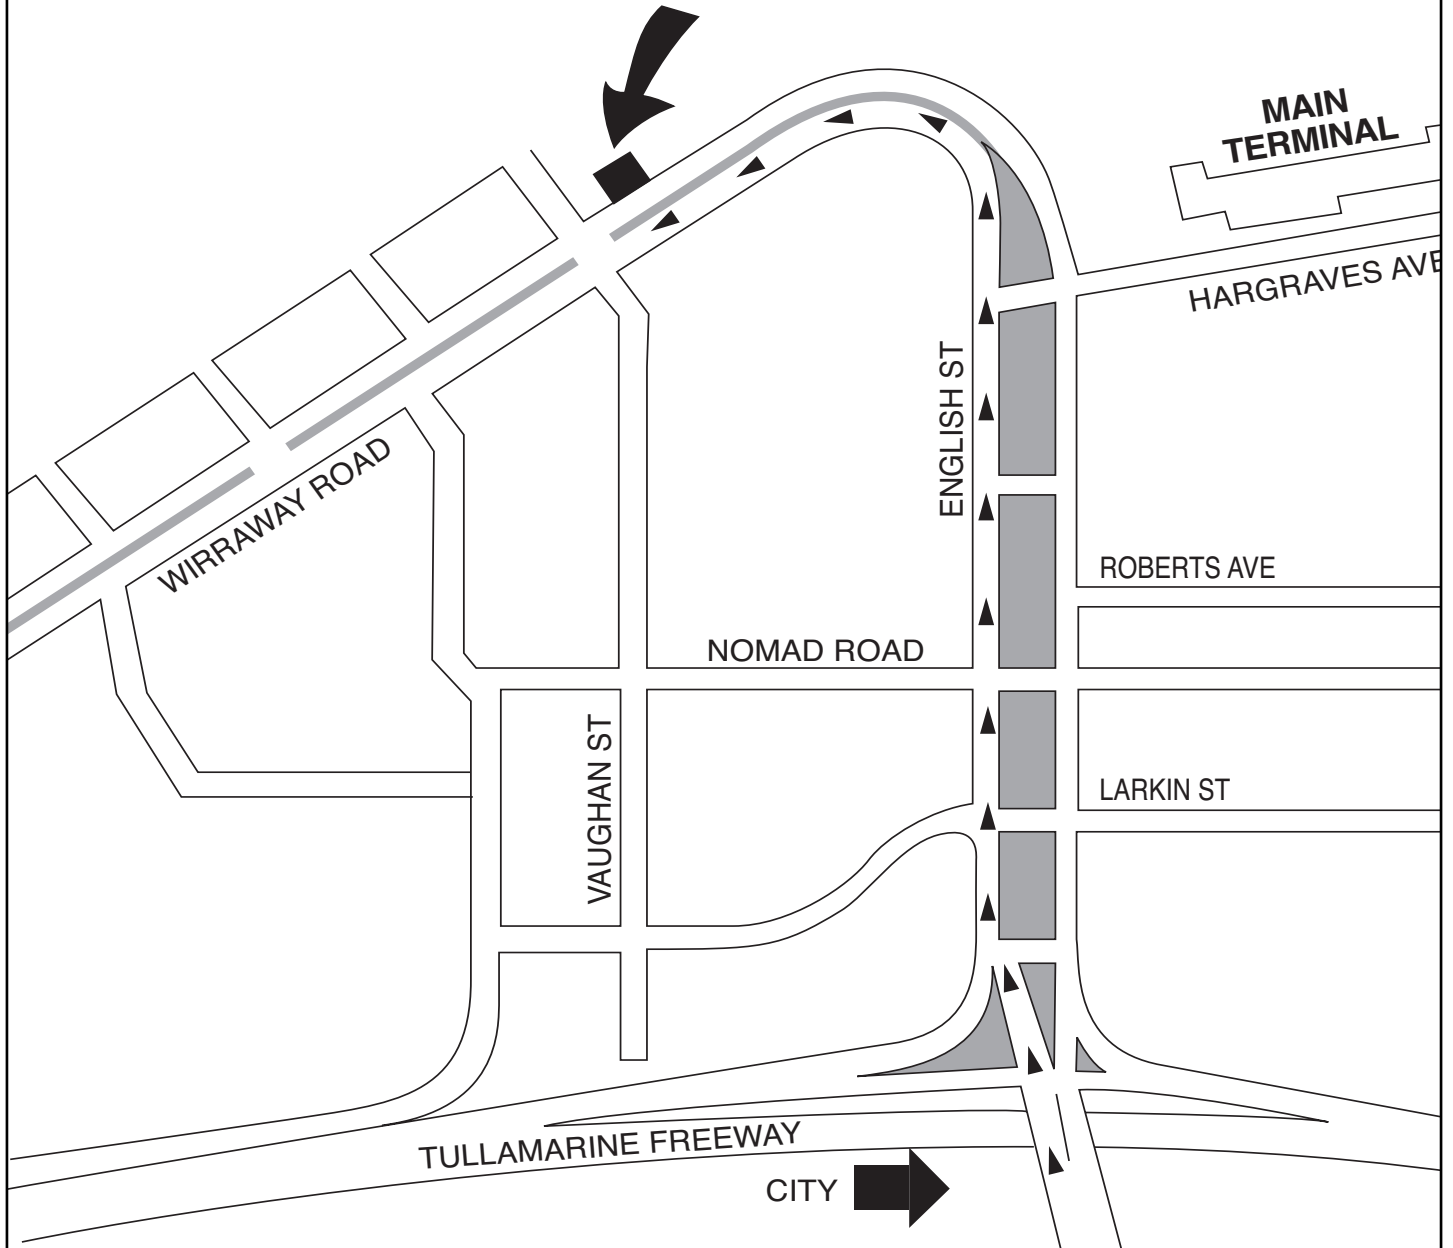 MAIN
TERMINAL
HARGRAVES AVE
ENGLISH ST
WIRRAWAY ROAD
ROBERTS AVE
NOMAD ROAD
VAUGHAN ST
LARKIN ST
TULLAMARINE FREEWAY
CITY